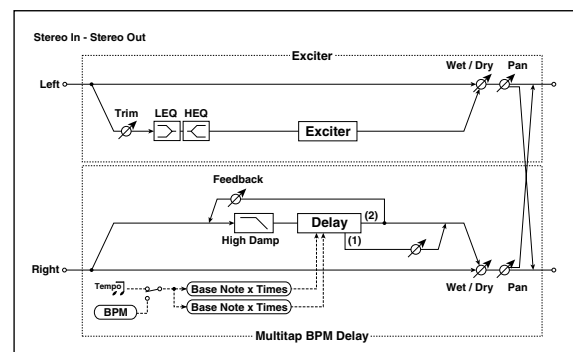 Stereo In - Stereo Out
Exciter
Wet / Dry Pan
Left
Trim LEQ HEQ
Exciter
Feedback
Delay (2)
(1)
High Damp
Right
Tempo
Base Note x Times
BPM
Base Note x Times
Wet / Dry Pan
Multitap BPM Delay